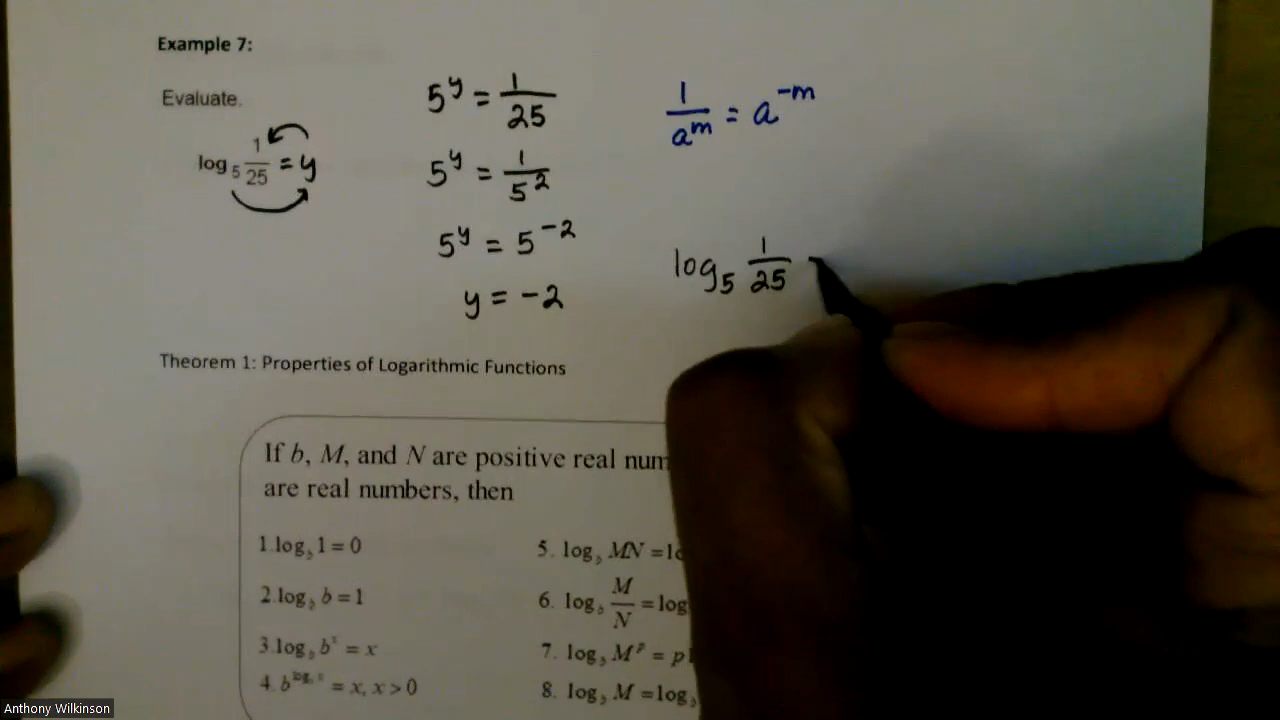 Example 7:
Evaluate.
log₅ 1/25 = y
5^y = 1/25
5^y = 1/5^2
5^y = 5^-2
y = -2
1/a^m = a^-m
log₅ 1/25
Theorem 1: Properties of Logarithmic Functions
If b, M, and N are positive real num
are real numbers, then
1.log_b 1 = 0
2.log_b b = 1
3.log_b b^x = x
4. b^log_b x = x, x > 0
5. log_b MN =lo
6. log_b M/N = log
7. log_b M^p = p
8. log_b M = log_b
Anthony Wilkinson